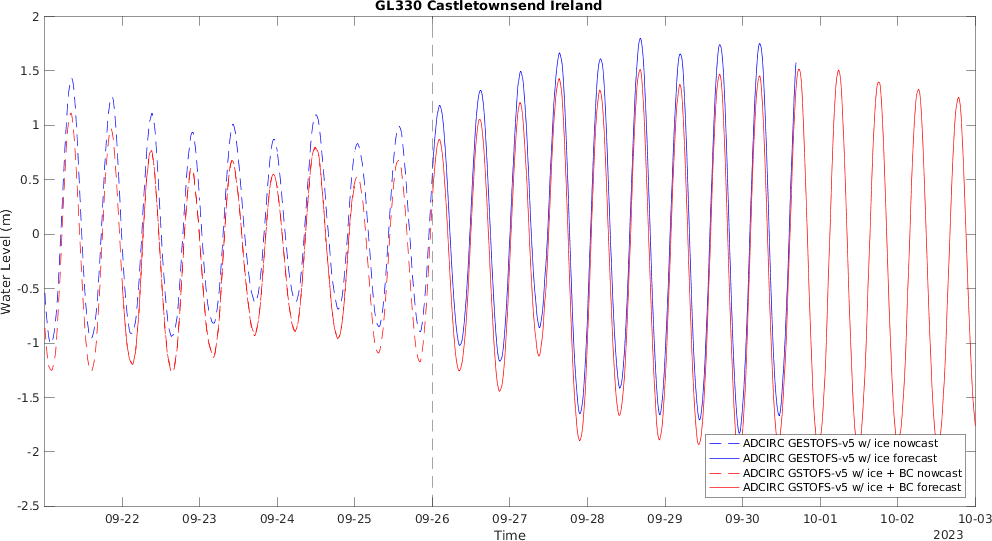 GL330 Castletownsend Ireland
2
1.5
1
0.5
0
-0.5
-1
-1.5
-2
-2.5
Water Level (m)
ADCIRC GESTOFS-v5 w/ ice nowcast
ADCIRC GESTOFS-v5 w/ ice forecast
ADCIRC GSTOFS-v5 w/ ice + BC nowcast
ADCIRC GSTOFS-v5 w/ ice + BC forecast
09-22 09-23 09-24 09-25 09-26 09-27 09-28 09-29 09-30 10-01 10-02 10-03
Time
2023